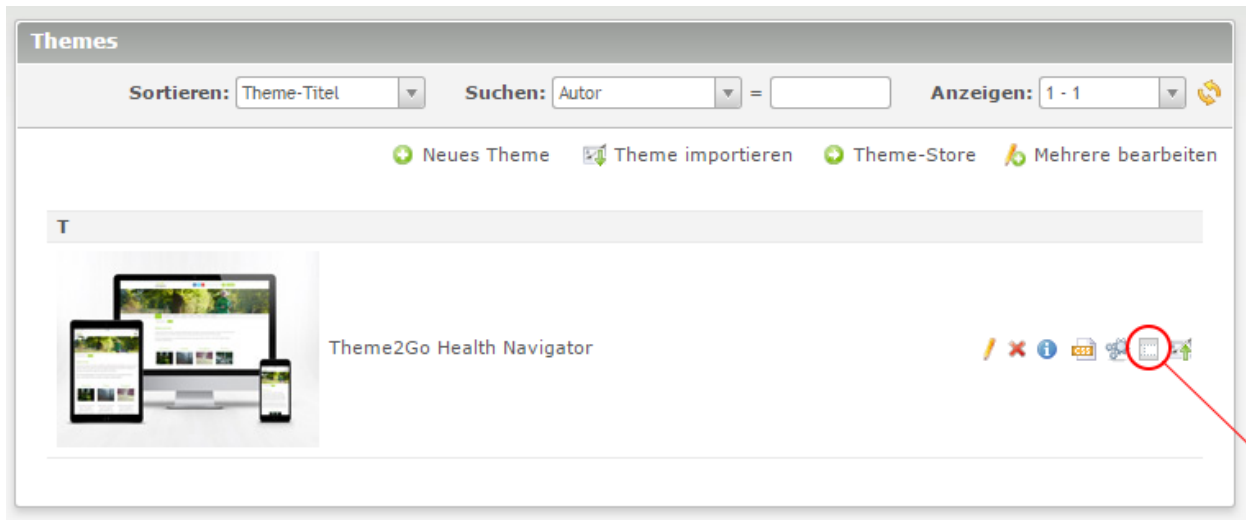 Themes
Sortieren: Theme-Titel Suchen: Autor = Anzeigen: 1 - 1
Neues Theme Theme importieren Theme-Store Mehrere bearbeiten
T
Theme2Go Health Navigator
CSS